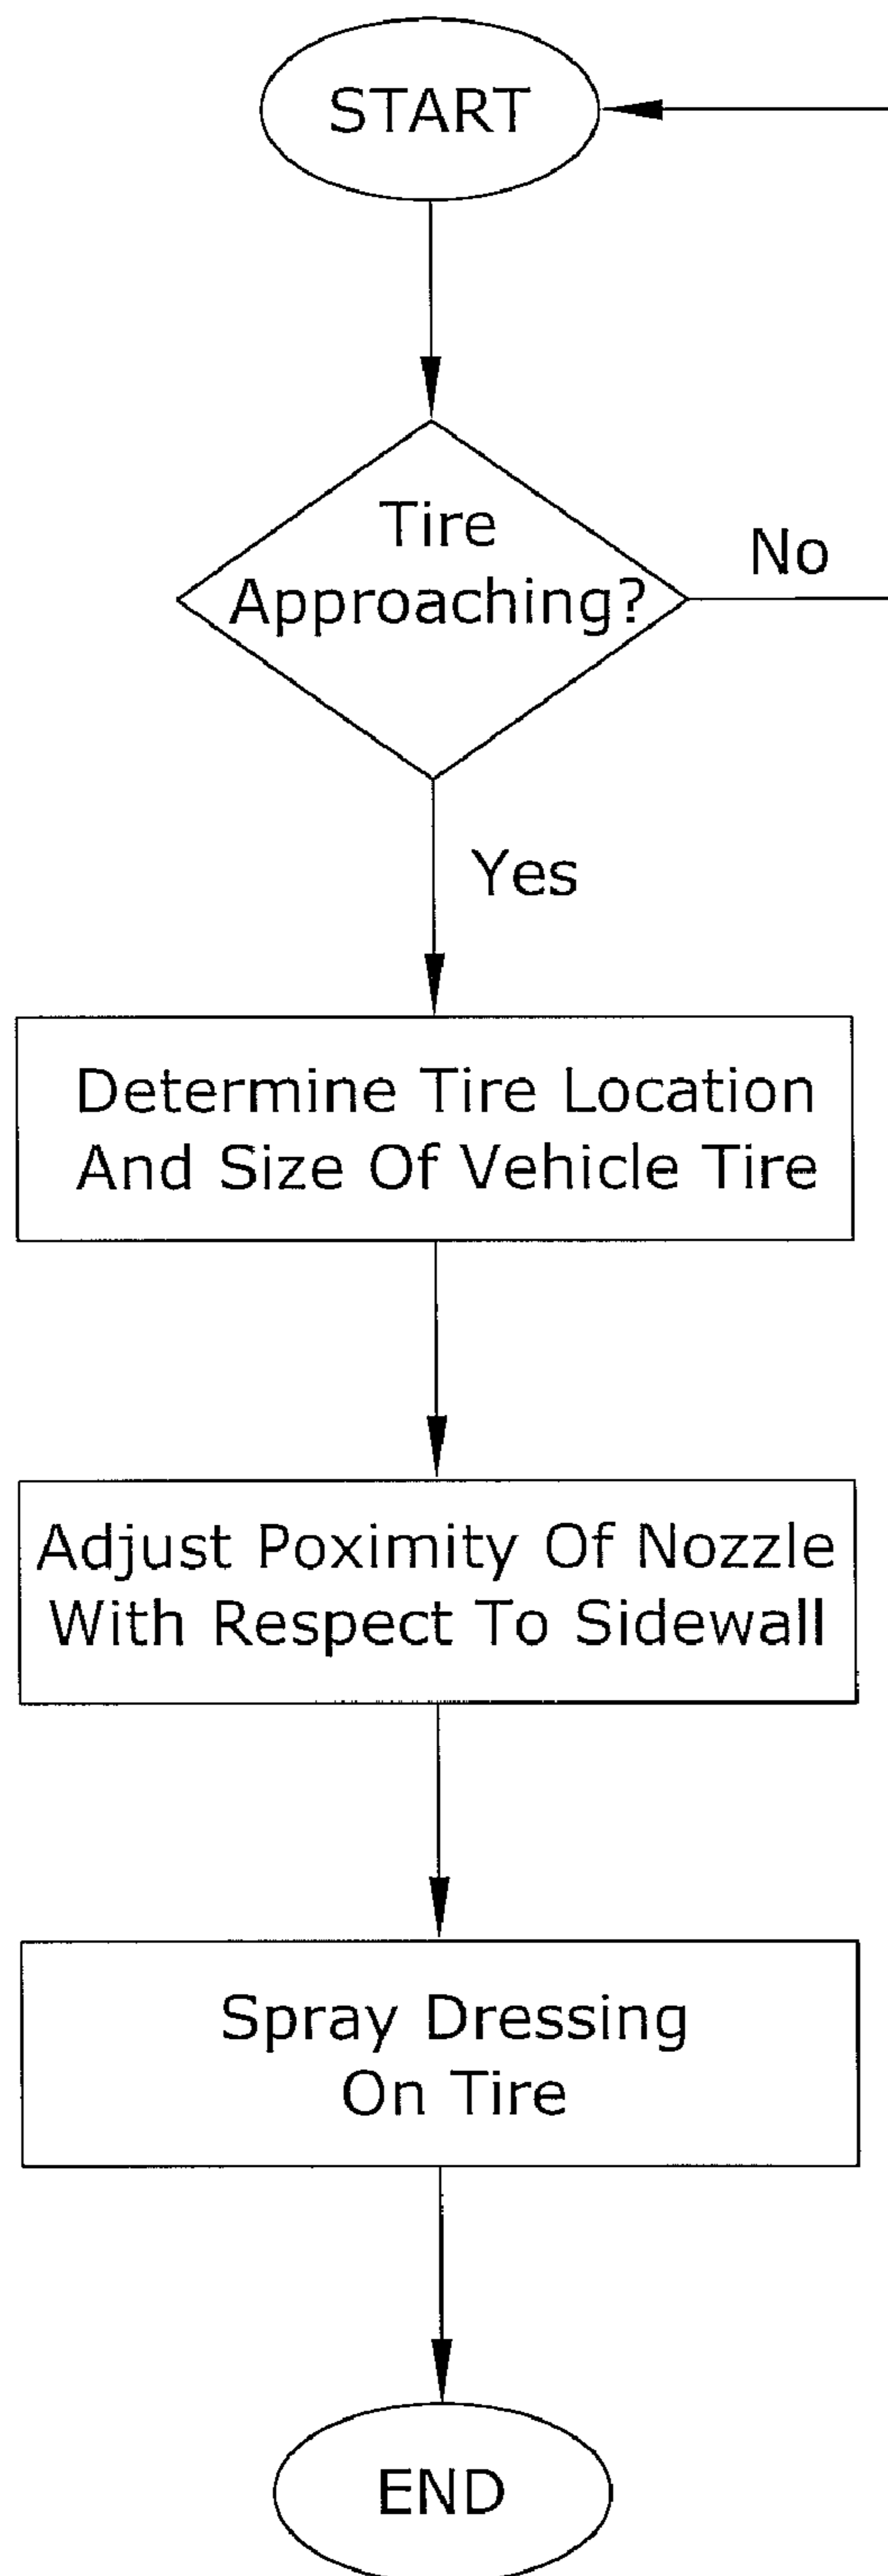 START
Tire
Approaching?
No
Yes
Determine Tire Location
And Size Of Vehicle Tire
Adjust Poximity Of Nozzle
With Respect To Sidewall
Spray Dressing
On Tire
END